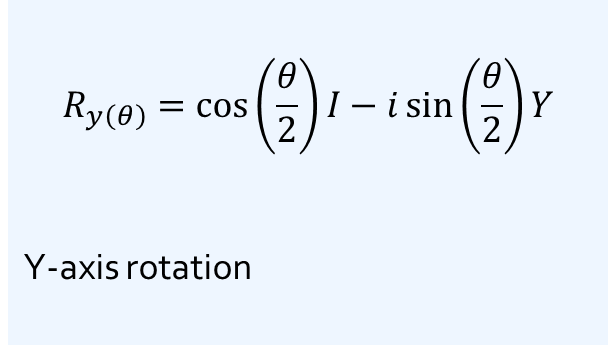 R_{y(θ)} = cos(θ/2) I − i sin(θ/2) Y
Y-axis rotation